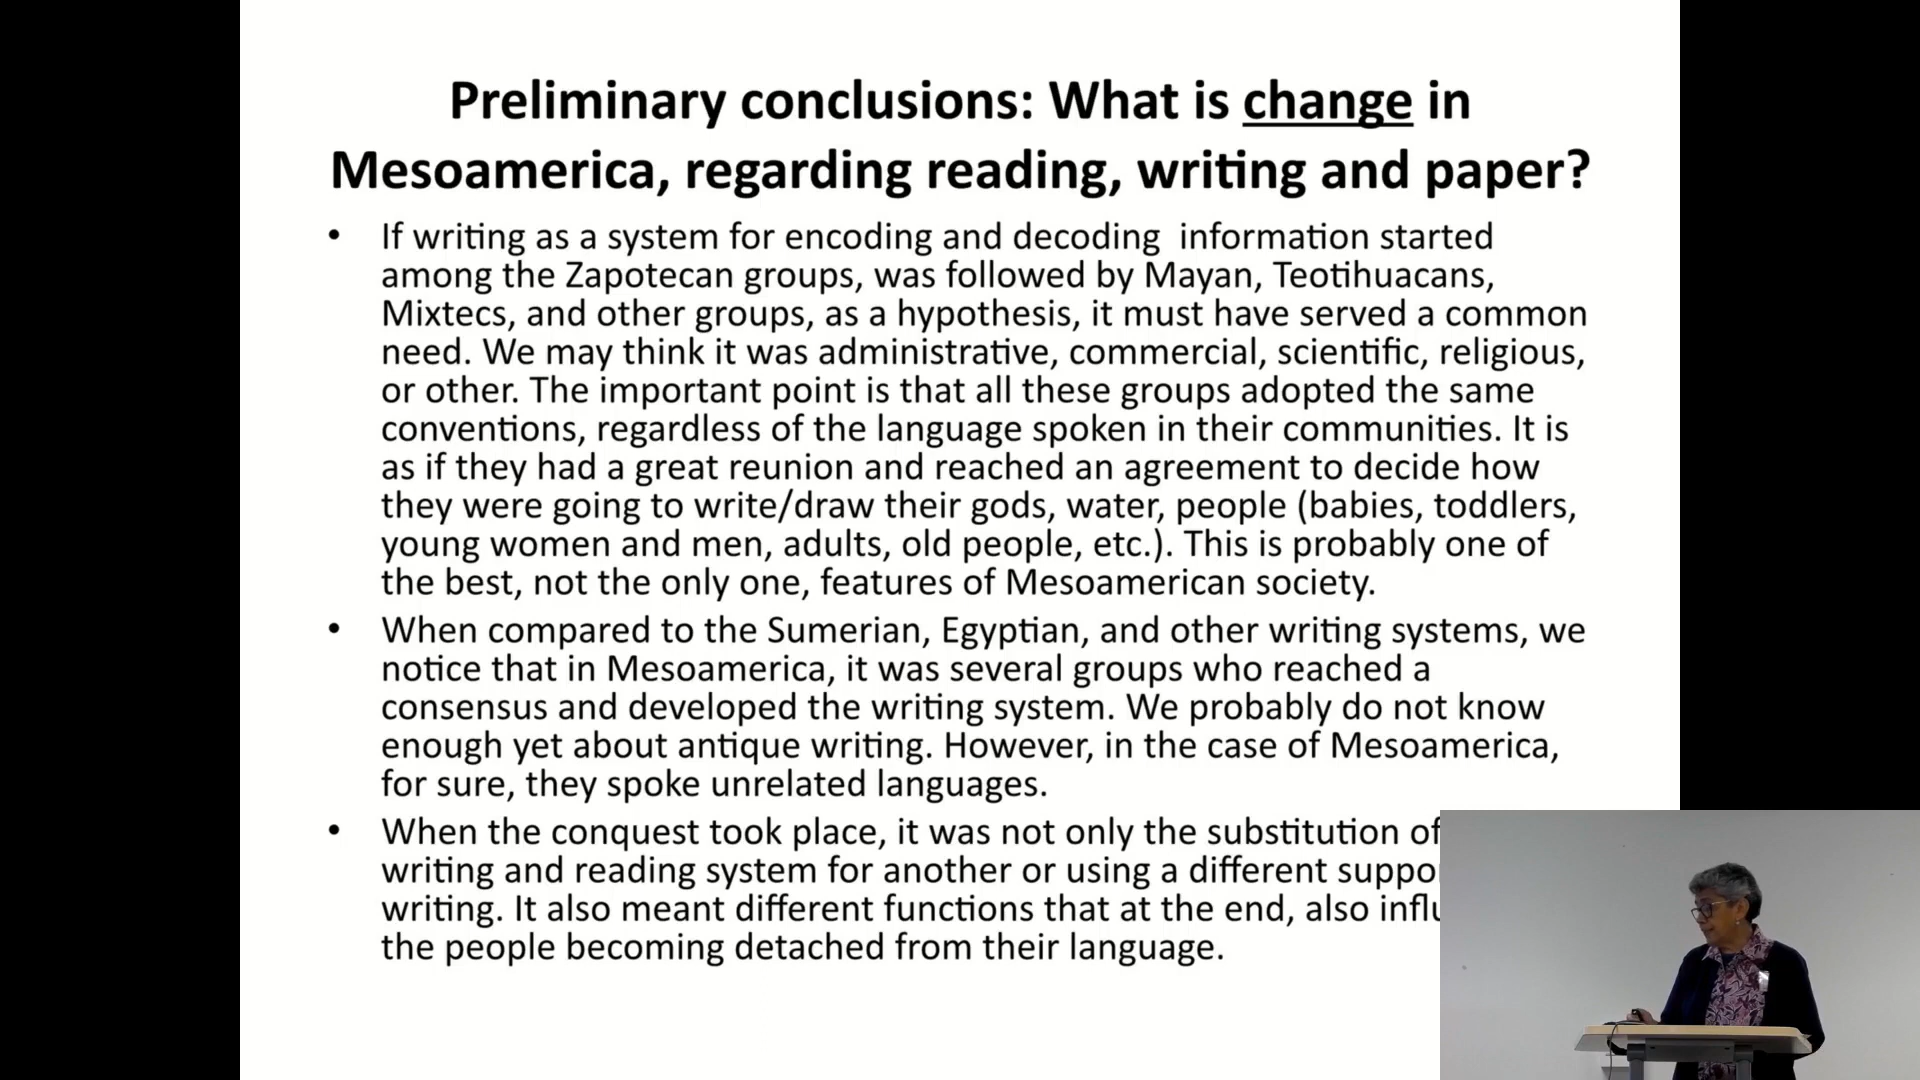 Preliminary conclusions: What is change in
Mesoamerica, regarding reading, writing and paper?
• If writing as a system for encoding and decoding  information started
among the Zapotecan groups, was followed by Mayan, Teotihuacans,
Mixtecs, and other groups, as a hypothesis, it must have served a common
need. We may think it was administrative, commercial, scientific, religious,
or other. The important point is that all these groups adopted the same
conventions, regardless of the language spoken in their communities. It is
as if they had a great reunion and reached an agreement to decide how
they were going to write/draw their gods, water, people (babies, toddlers,
young women and men, adults, old people, etc.). This is probably one of
the best, not the only one, features of Mesoamerican society.
• When compared to the Sumerian, Egyptian, and other writing systems, we
notice that in Mesoamerica, it was several groups who reached a
consensus and developed the writing system. We probably do not know
enough yet about antique writing. However, in the case of Mesoamerica,
for sure, they spoke unrelated languages.
• When the conquest took place, it was not only the substitution of
writing and reading system for another or using a different
writing. It also meant different functions that at the end, also
the people becoming detached from their language.